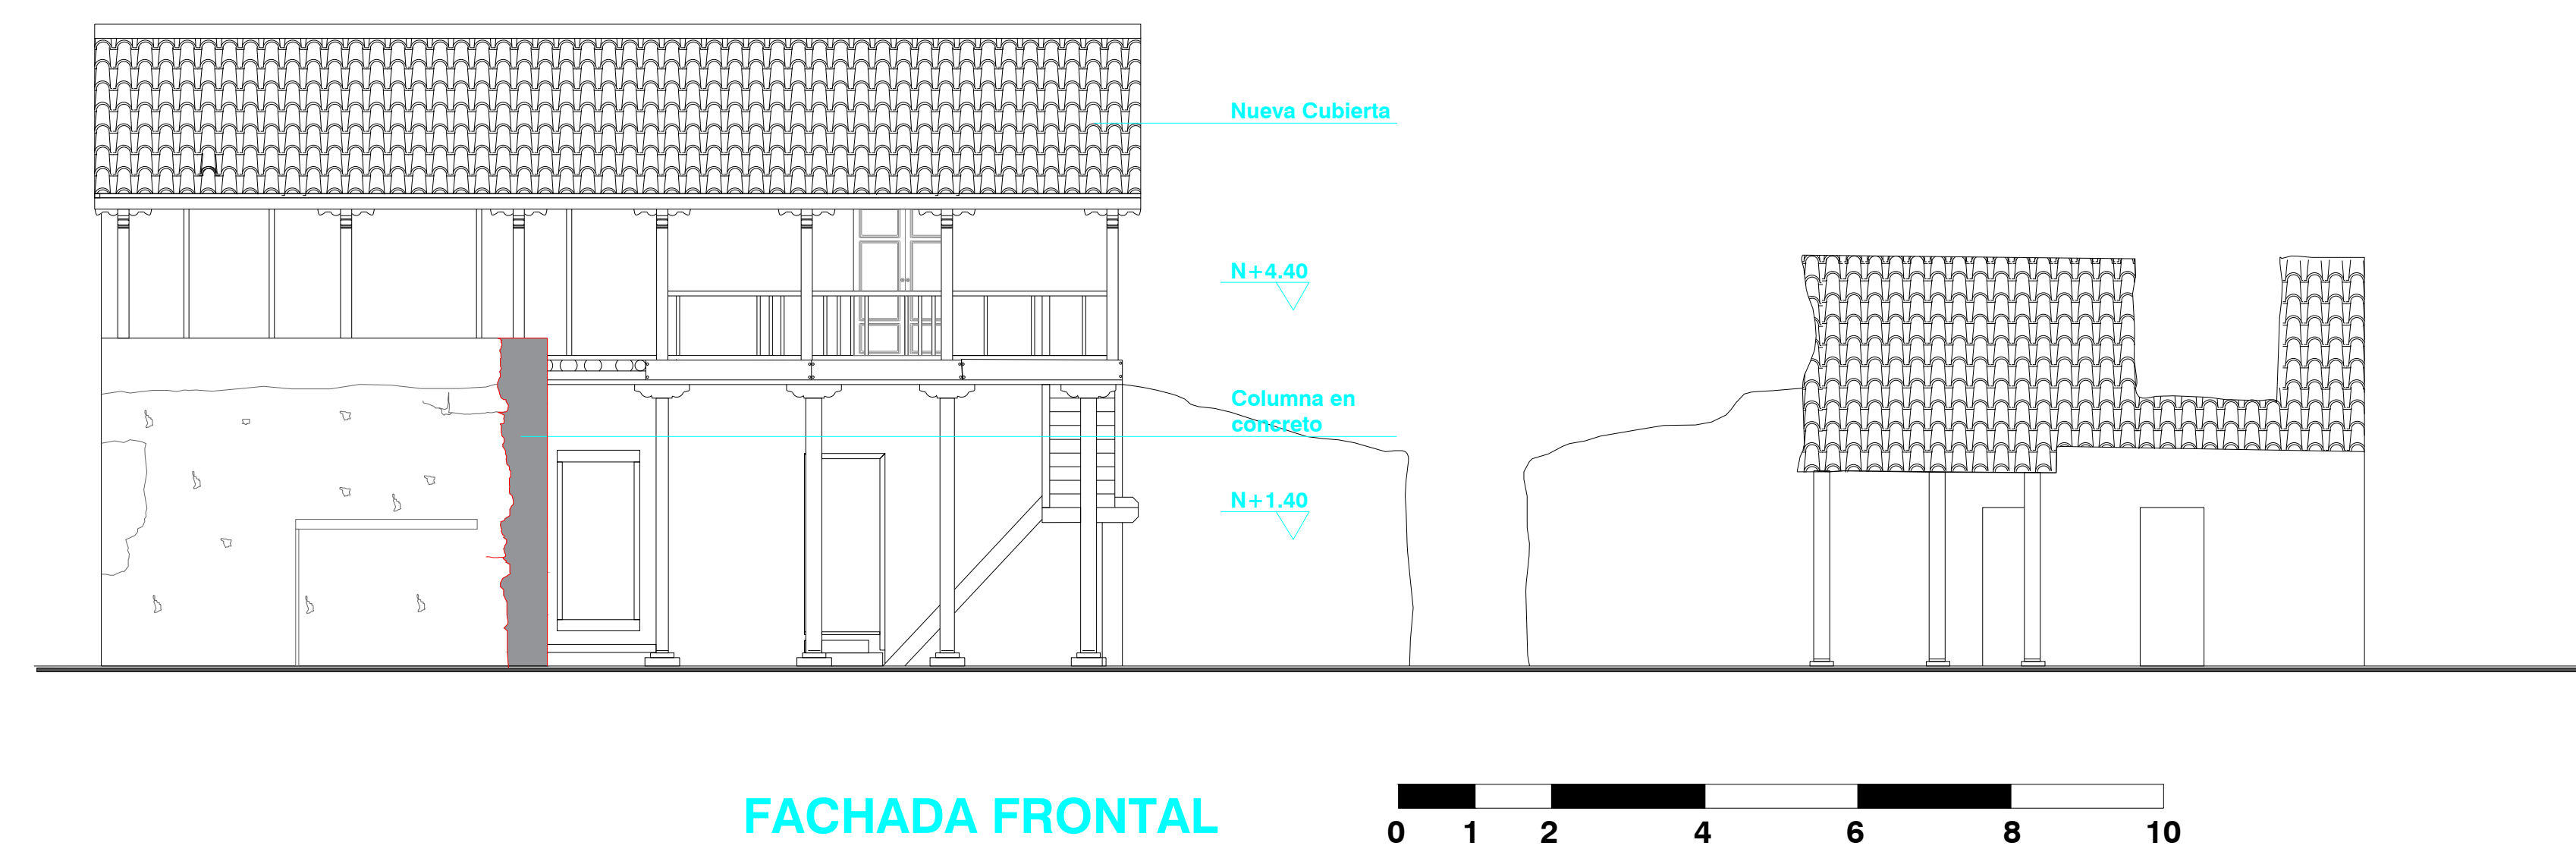 Nueva Cubierta
N+4.40
Columna en
concreto
N+1.40
FACHADA FRONTAL
0 1 2 4 6 8 10